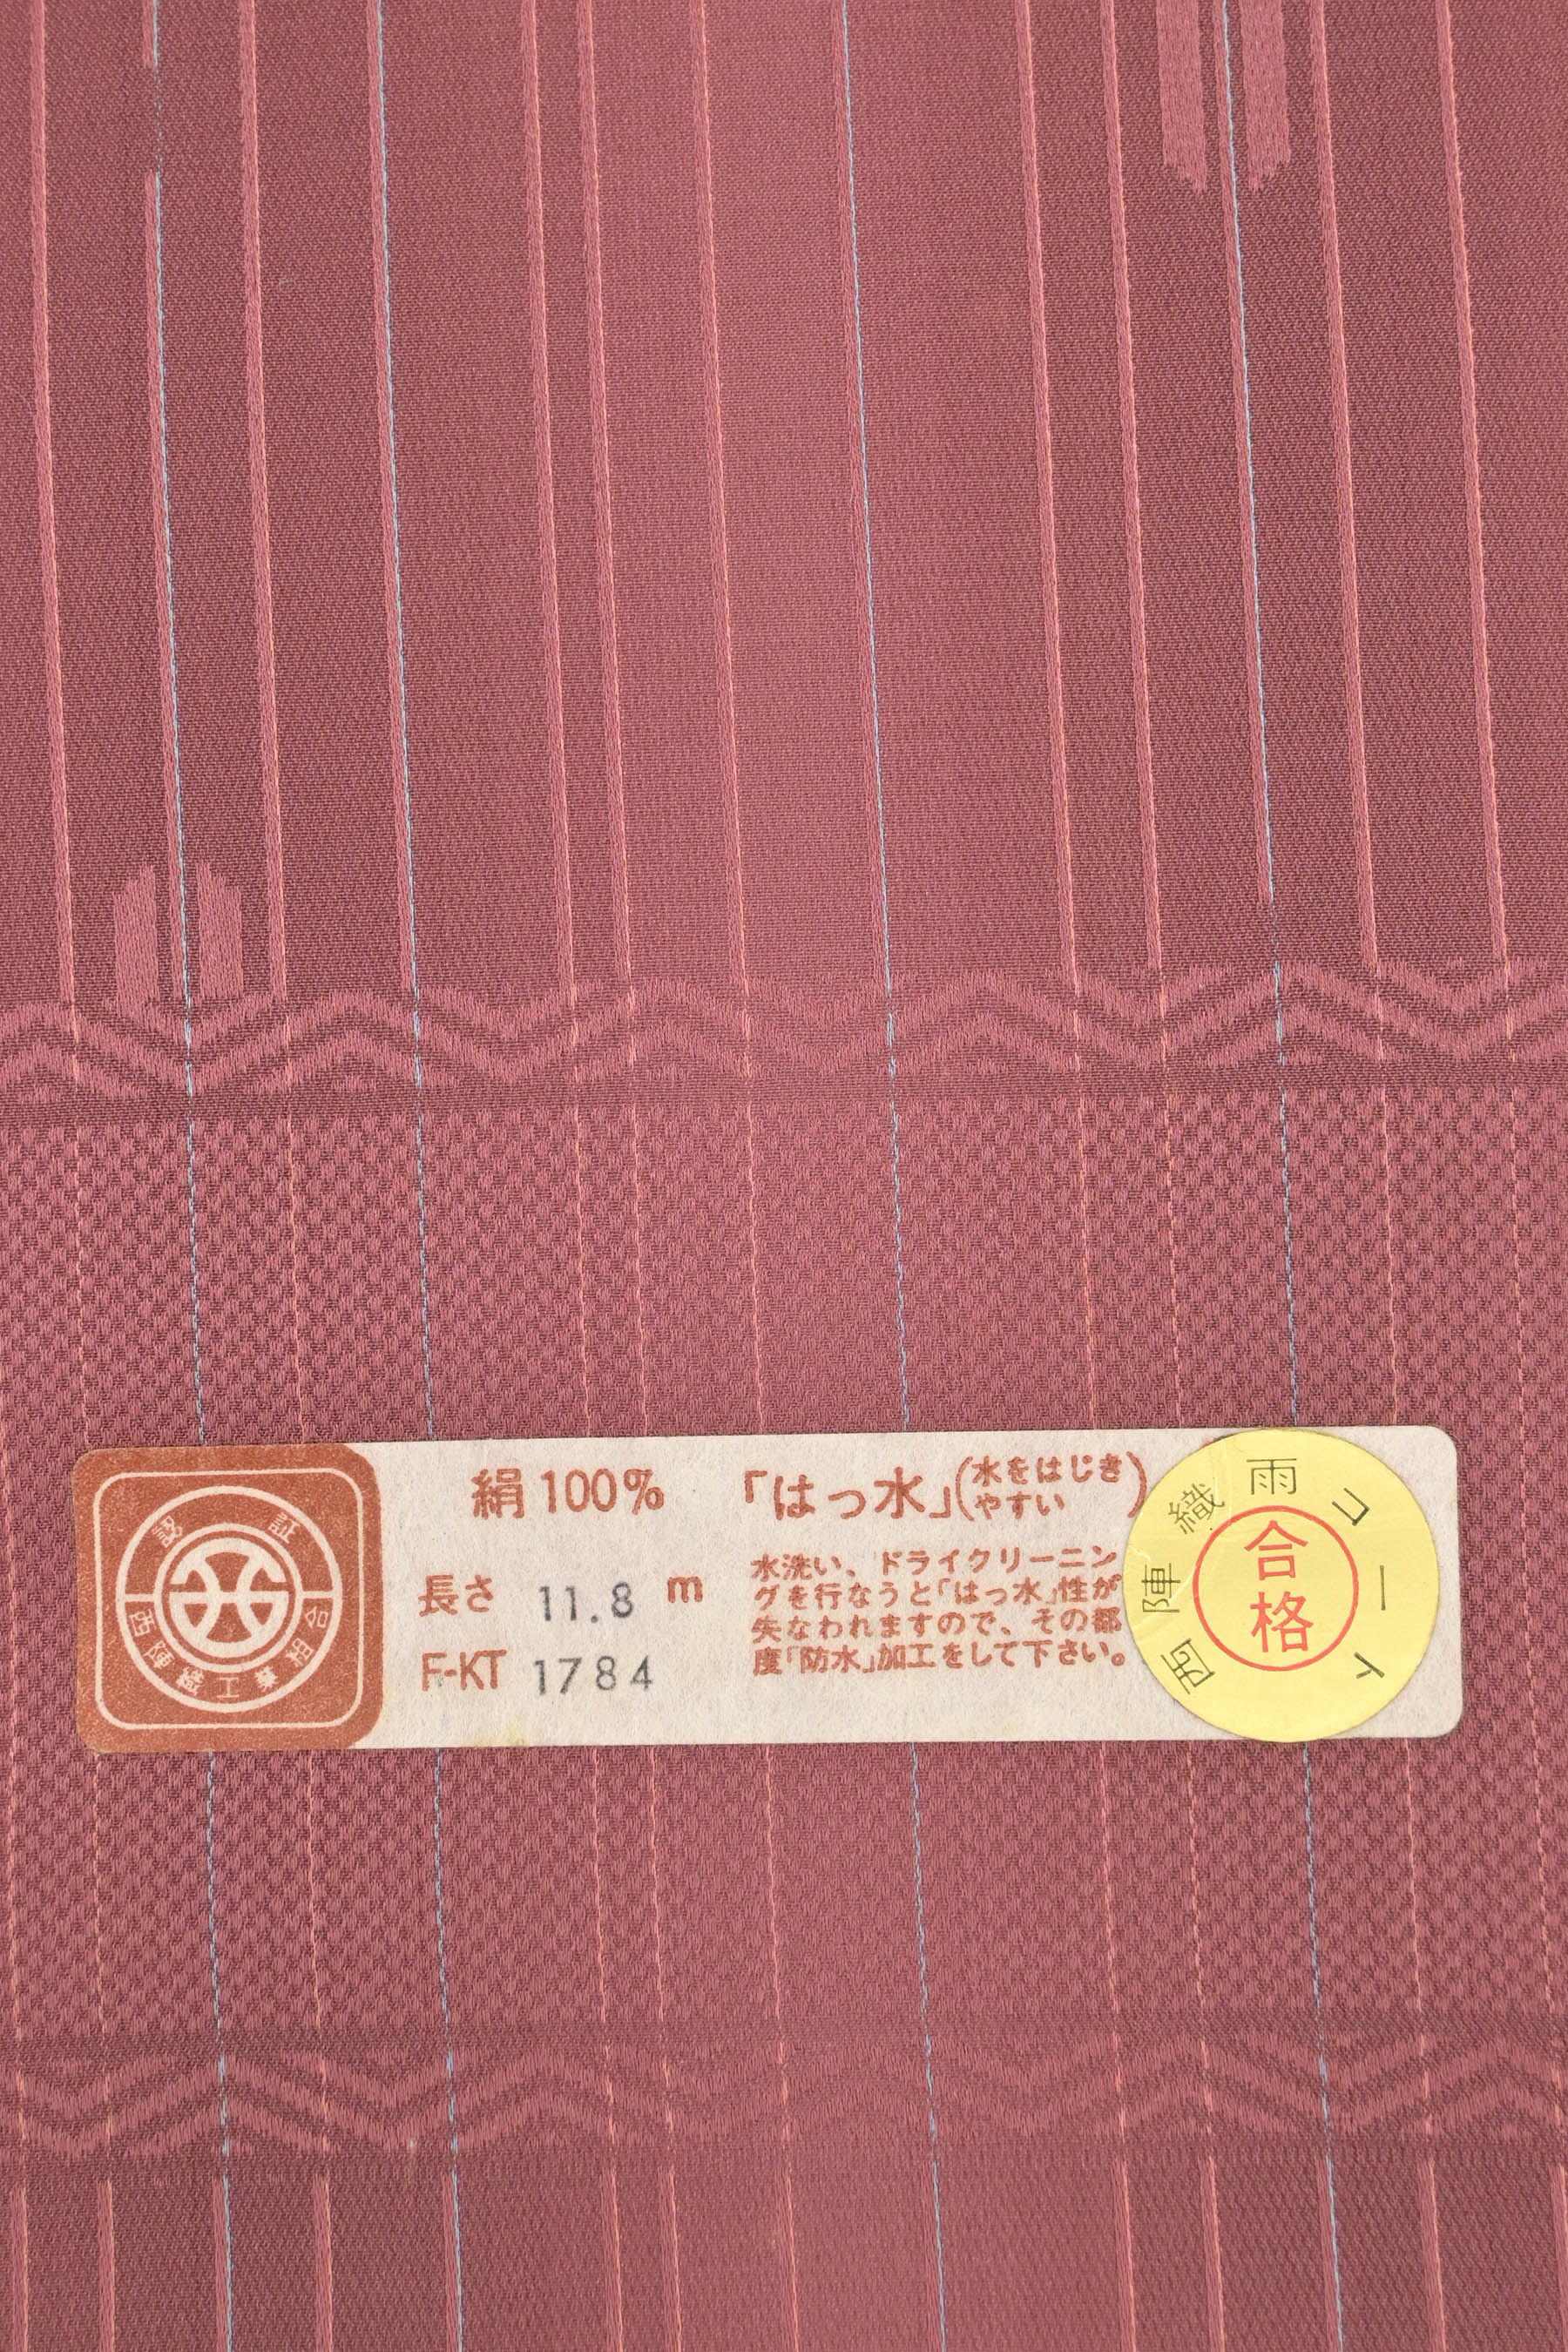 認証
西陣織工業組合
絹100% 「はっ水」(水をはじきやすい)
長さ 11.8 m
F-KT 1784
水洗い、ドライクリーニン
グを行なうと「はっ水」性が
失なわれますので、その都
度「防水」加工をして下さい。
西陣織雨コート
合格